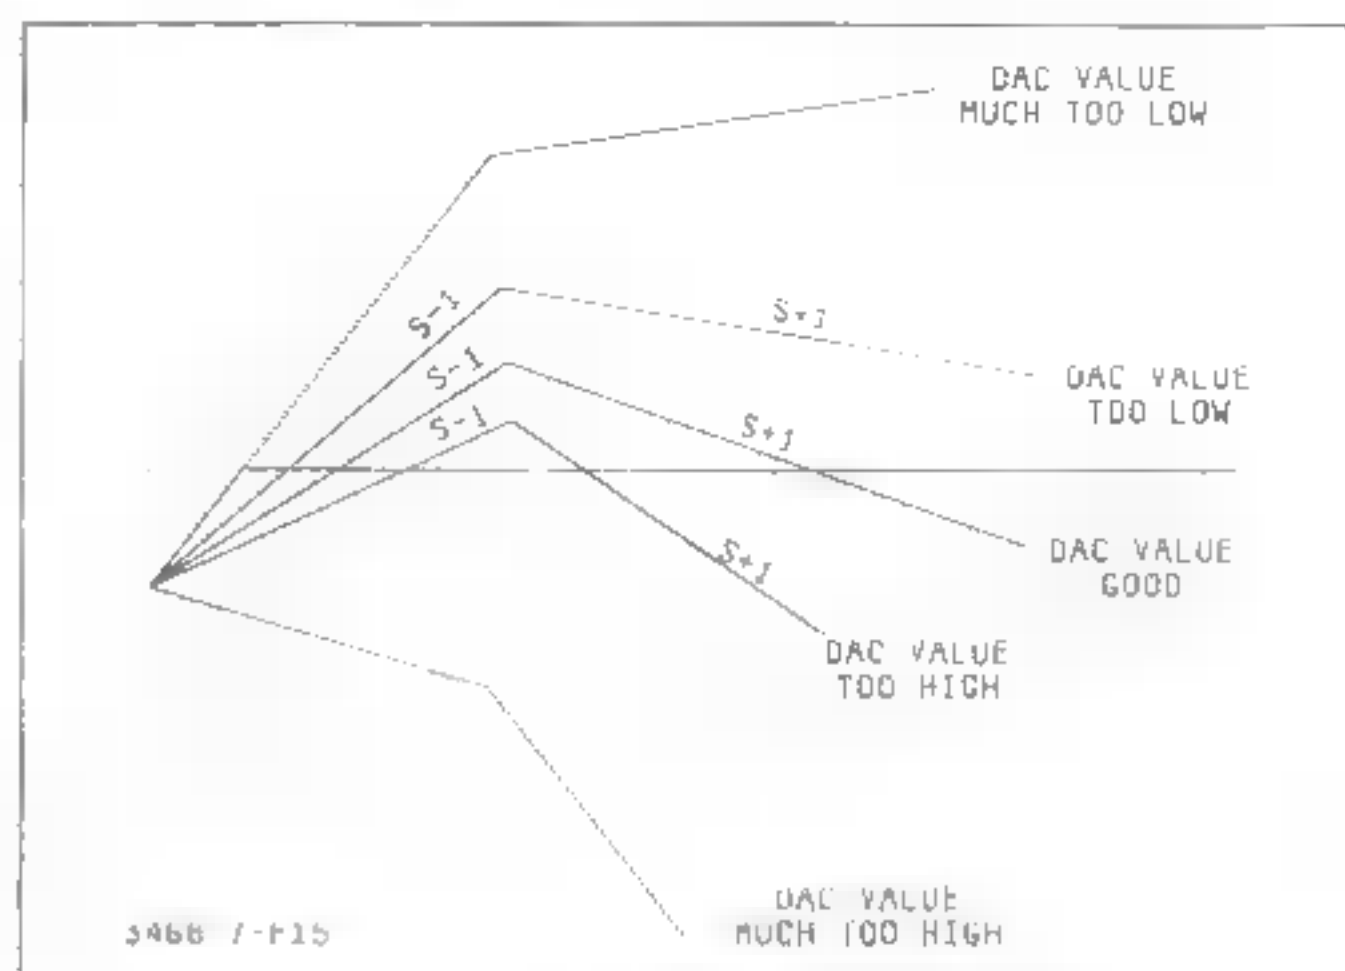 DAC VALUE
MUCH TOO LOW
S-1
S+1
S-1
DAC VALUE
TOO LOW
S-1
S+1
DAC VALUE
GOOD
S+1
DAC VALUE
TOO HIGH
DAC VALUE
MUCH TOO HIGH